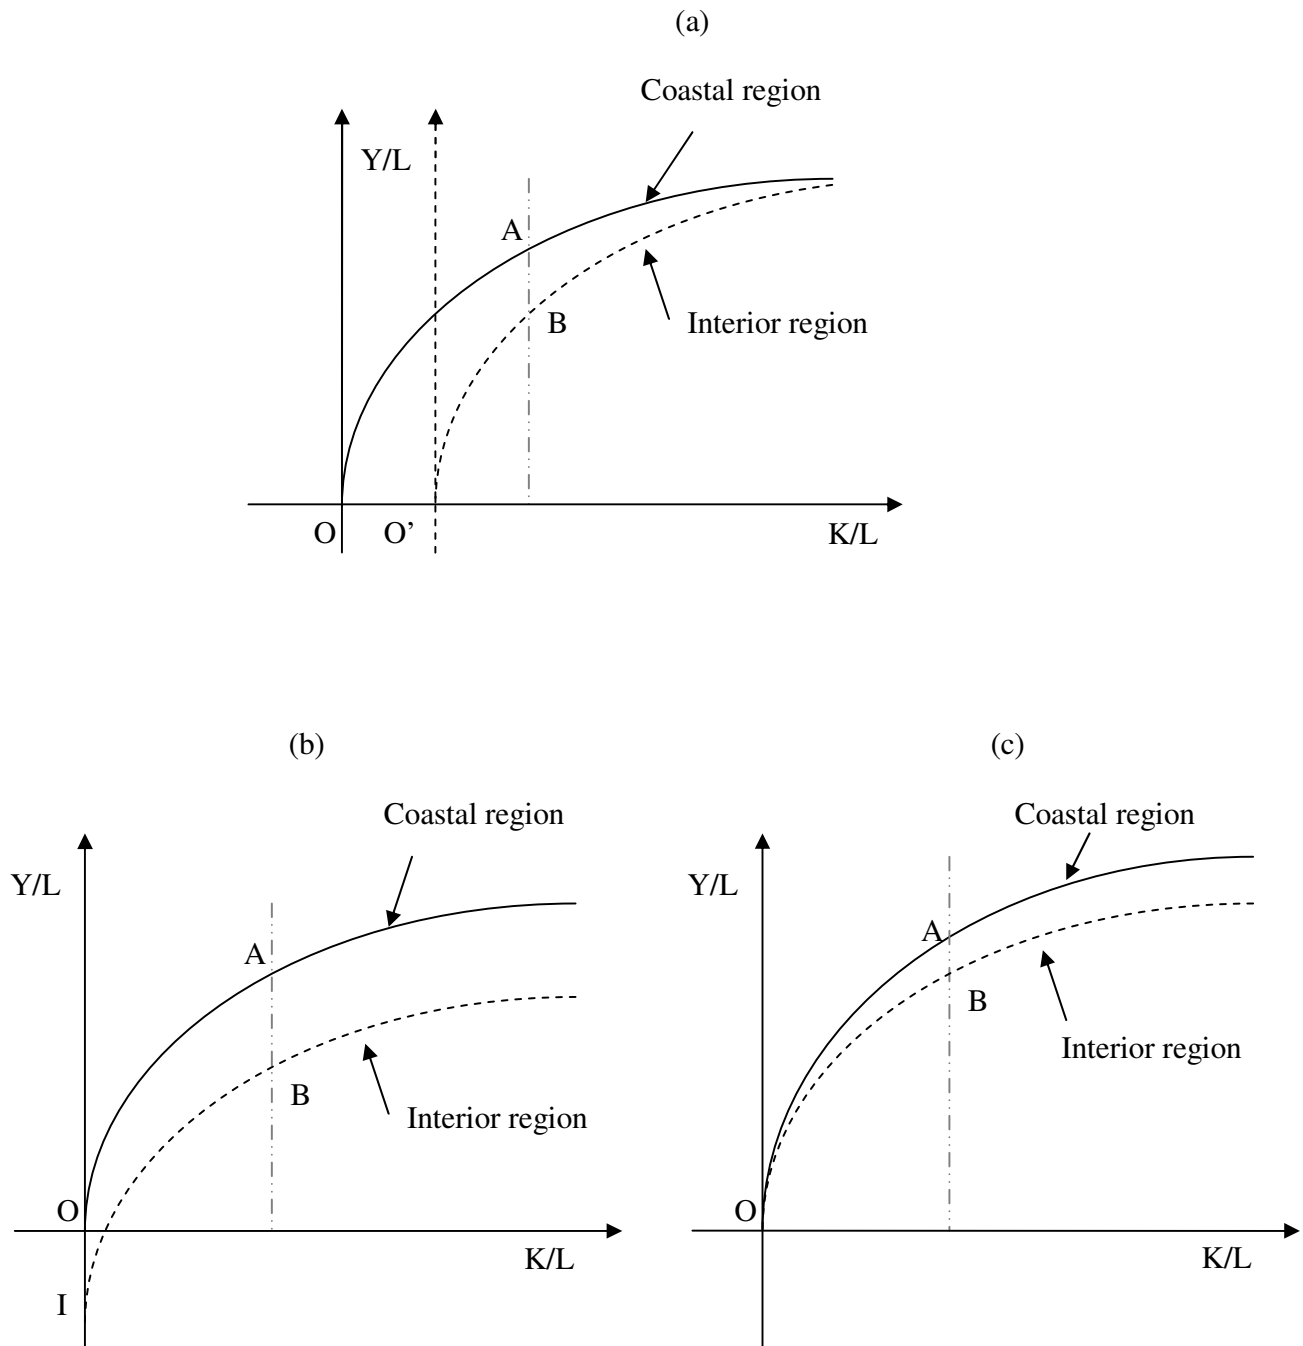 (a)
Coastal region
Y/L
A
B
Interior region
O
O’
K/L
(b)
Coastal region
Y/L
A
B
Interior region
O
K/L
I
(c)
Coastal region
Y/L
A
B
Interior region
O
K/L